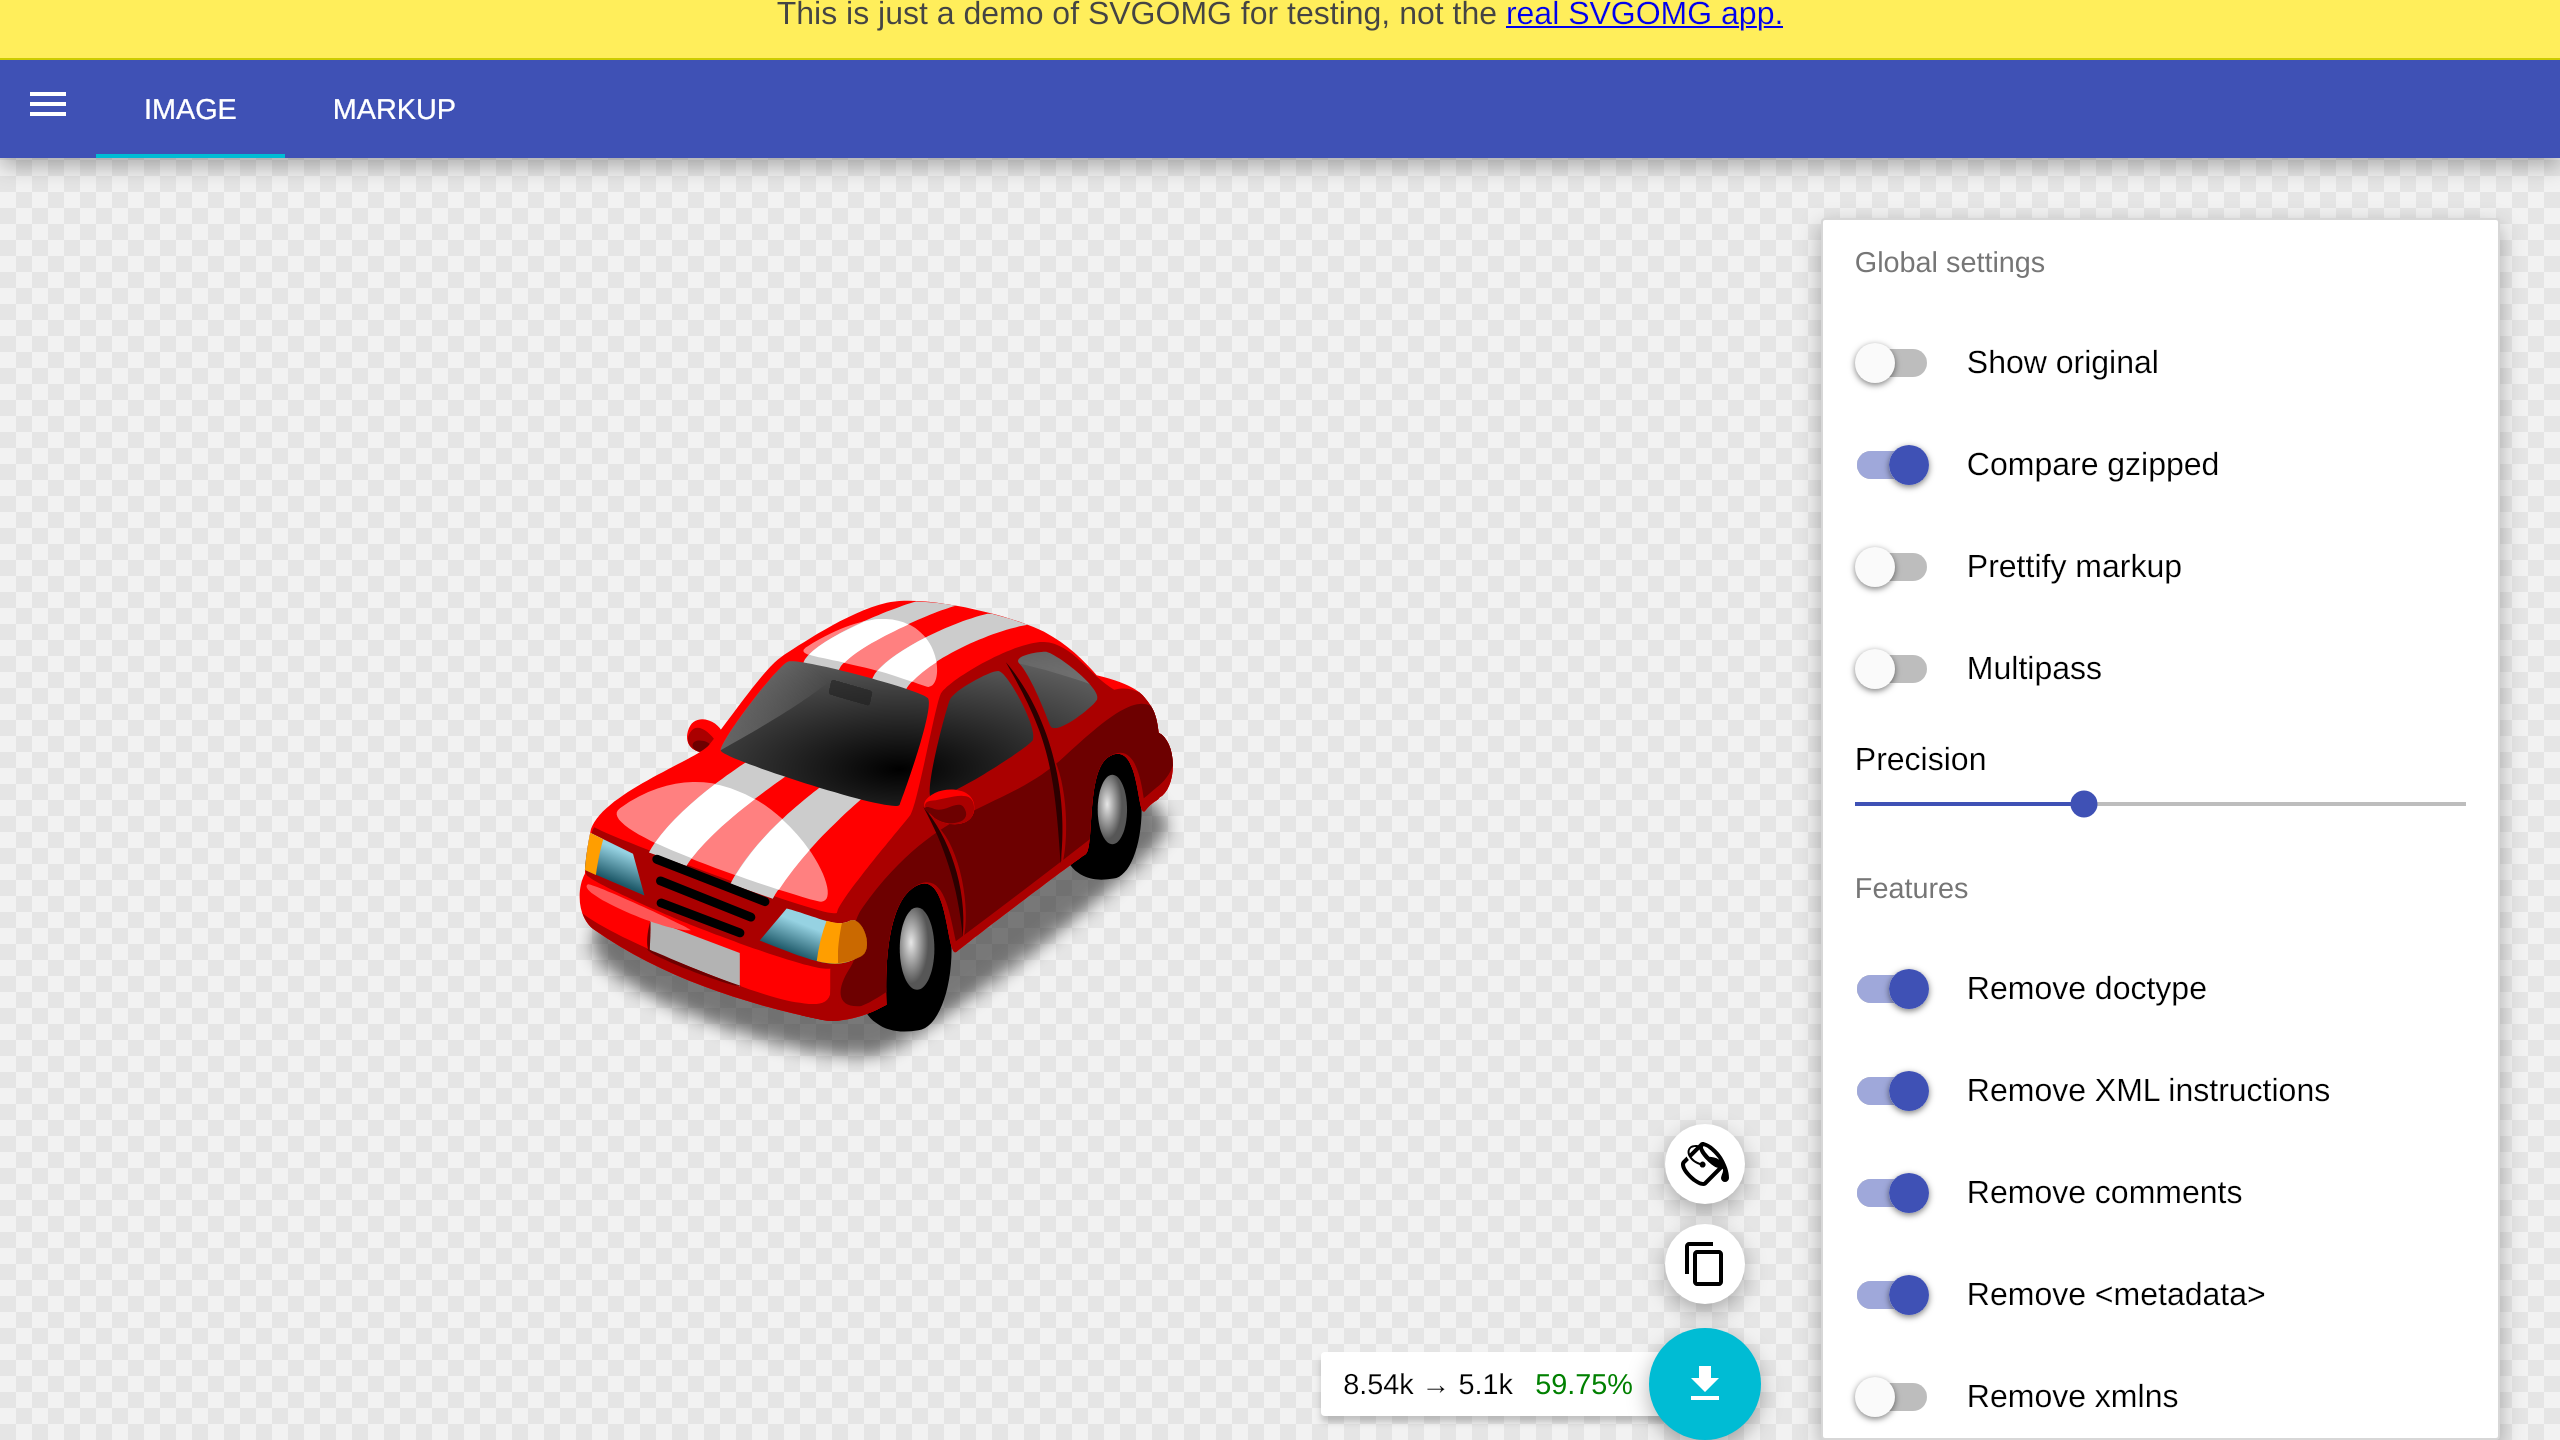 This is just a demo of SVGOMG for testing, not the real SVGOMG app.
IMAGE MARKUP
Global settings
Show original
Compare gzipped
Prettify markup
Multipass
Precision
Features
Remove doctype
Remove XML instructions
Remove comments
Remove <metadata>
Remove xmlns
8.54k → 5.1k 59.75%